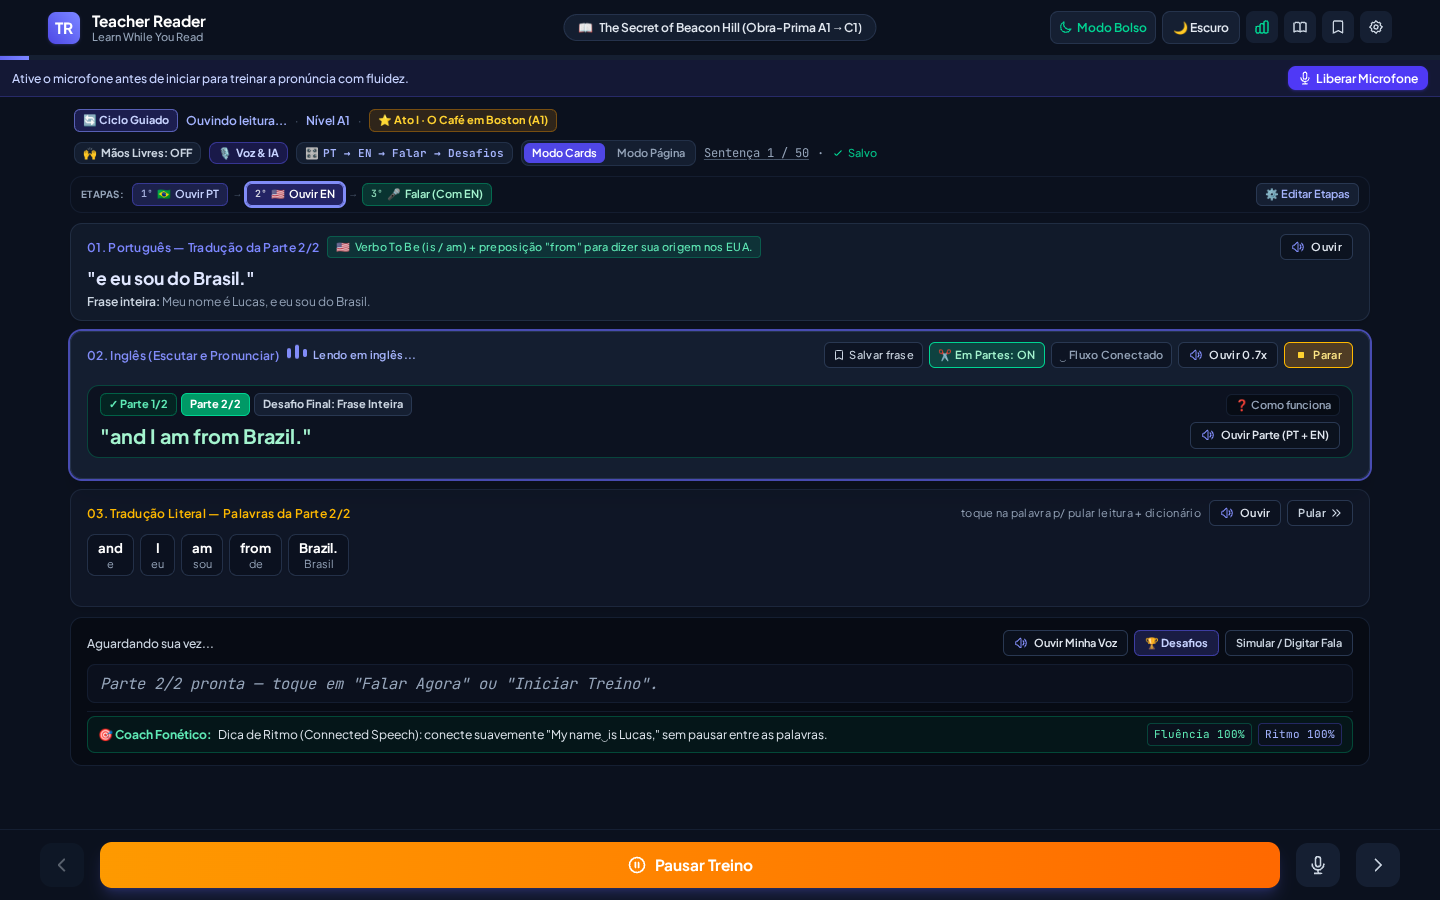 TR
Teacher Reader
Learn While You Read
📖 The Secret of Beacon Hill (Obra-Prima A1→C1)
Modo Bolso
🌙 Escuro
Ative o microfone antes de iniciar para treinar a pronúncia com fluidez.
Liberar Microfone
🔄 Ciclo Guiado Ouvindo leitura... · Nível A1 · ⭐ Ato I · O Café em Boston (A1)
🙌 Mãos Livres: OFF 🎙️ Voz & IA 🎛️ PT → EN → Falar → Desafios Modo Cards Modo Página Sentença 1 / 50 · ✓ Salvo
ETAPAS: 1° 🇧🇷 Ouvir PT → 2° 🇺🇸 Ouvir EN → 3° 🎤 Falar (Com EN) ⚙️ Editar Etapas
01. Português — Tradução da Parte 2/2 🇺🇸 Verbo To Be (is / am) + preposição "from" para dizer sua origem nos EUA. Ouvir
"e eu sou do Brasil."
Frase inteira: Meu nome é Lucas, e eu sou do Brasil.
02. Inglês (Escutar e Pronunciar) Lendo em inglês... Salvar frase ✂️ Em Partes: ON ‿ Fluxo Conectado Ouvir 0.7x Parar
✓ Parte 1/2 Parte 2/2 Desafio Final: Frase Inteira ❓ Como funciona
"and I am from Brazil." Ouvir Parte (PT + EN)
03. Tradução Literal — Palavras da Parte 2/2 toque na palavra p/ pular leitura + dicionário Ouvir Pular
and I am from Brazil.
e eu sou de Brasil
Aguardando sua vez... Ouvir Minha Voz 🏆 Desafios Simular / Digitar Fala
Parte 2/2 pronta — toque em "Falar Agora" ou "Iniciar Treino".
🎯 Coach Fonético: Dica de Ritmo (Connected Speech): conecte suavemente "My name‿is Lucas," sem pausar entre as palavras. Fluência 100% Ritmo 100%
Pausar Treino